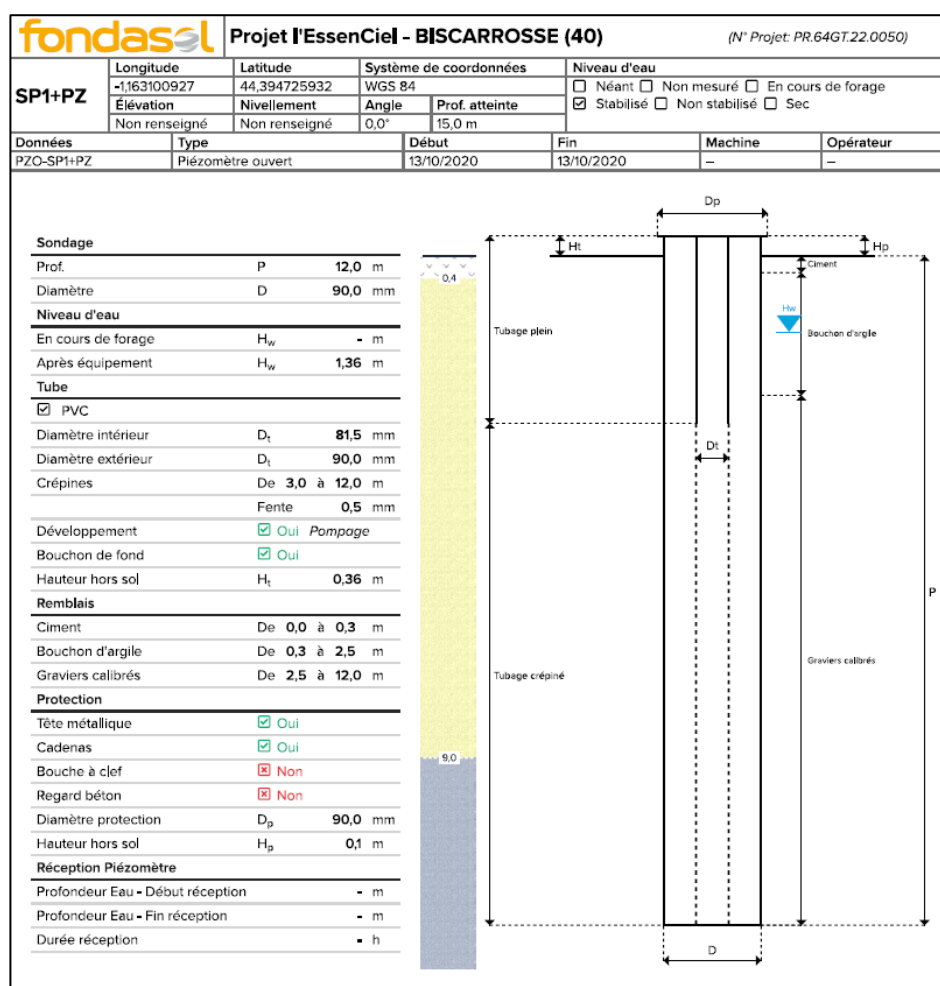 fondasol Projet l'EssenCiel - BISCARROSSE (40) (N° Projet: PR.64GT.22.0050)
SP1+PZ
Longitude Latitude Système de coordonnées Niveau d'eau
-1,163100927 44,394725932 WGS 84 ☐ Néant ☐ Non mesuré ☐ En cours de forage
Élévation Nivellement Angle Prof. atteinte ☑ Stabilisé ☐ Non stabilisé ☐ Sec
Non renseigné Non renseigné 0,0° 15,0 m
Données Type Début Fin Machine Opérateur
PZO-SP1+PZ Piézomètre ouvert 13/10/2020 13/10/2020 – –
Sondage
Prof. P 12,0 m
Diamètre D 90,0 mm
Niveau d'eau
En cours de forage Hw - m
Après équipement Hw 1,36 m
Tube
☑ PVC
Diamètre intérieur Dt 81,5 mm
Diamètre extérieur Dt 90,0 mm
Crépines De 3,0 à 12,0 m
Fente 0,5 mm
Développement ☑ Oui Pompage
Bouchon de fond ☑ Oui
Hauteur hors sol Ht 0,36 m
Remblais
Ciment De 0,0 à 0,3 m
Bouchon d'argile De 0,3 à 2,5 m
Graviers calibrés De 2,5 à 12,0 m
Protection
Tête métallique ☑ Oui
Cadenas ☑ Oui
Bouche à clef ☒ Non
Regard béton ☒ Non
Diamètre protection Dp 90,0 mm
Hauteur hors sol Hp 0,1 m
Réception Piézomètre
Profondeur Eau - Début réception - m
Profondeur Eau - Fin réception - m
Durée réception - h
0,4
9,0
Dp
Ht
Hp
Ciment
Hw
Tubage plein
Bouchon d'argile
Dt
P
Graviers calibrés
Tubage crépiné
D